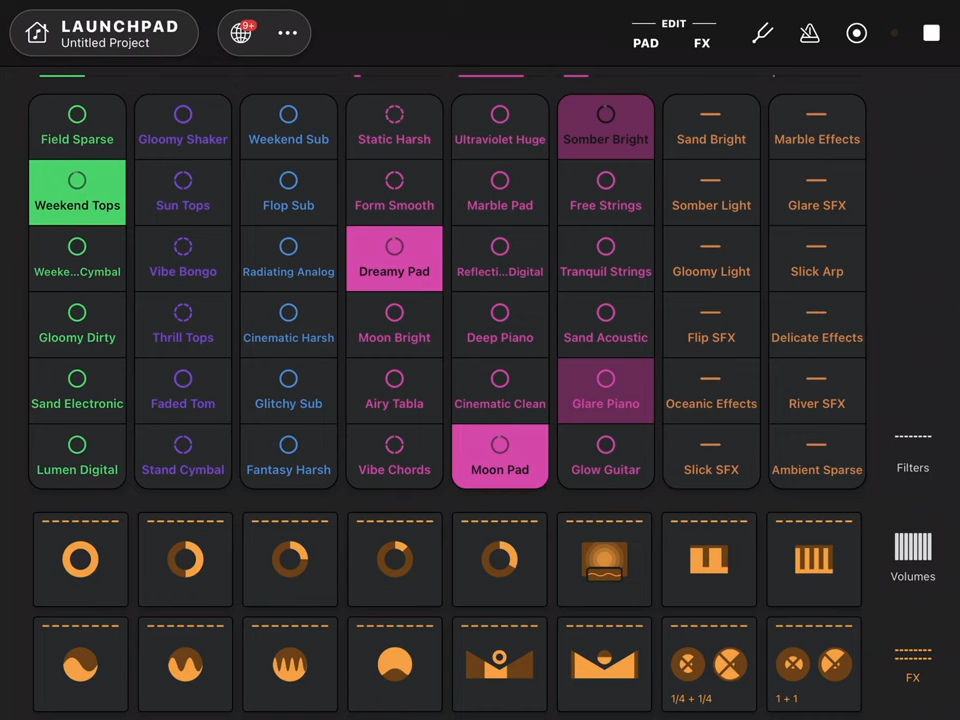 LAUNCHPAD
Untitled Project
9+
EDIT
PAD FX
Field Sparse Gloomy Shaker Weekend Sub Static Harsh Ultraviolet Huge Somber Bright Sand Bright Marble Effects
Weekend Tops Sun Tops Flop Sub Form Smooth Marble Pad Free Strings Somber Light Glare SFX
Weeke...Cymbal Vibe Bongo Radiating Analog Dreamy Pad Reflecti...Digital Tranquil Strings Gloomy Light Slick Arp
Gloomy Dirty Thrill Tops Cinematic Harsh Moon Bright Deep Piano Sand Acoustic Flip SFX Delicate Effects
Sand Electronic Faded Tom Glitchy Sub Airy Tabla Cinematic Clean Glare Piano Oceanic Effects River SFX
Lumen Digital Stand Cymbal Fantasy Harsh Vibe Chords Moon Pad Glow Guitar Slick SFX Ambient Sparse
Filters
Volumes
FX
1/4 + 1/4 1 + 1